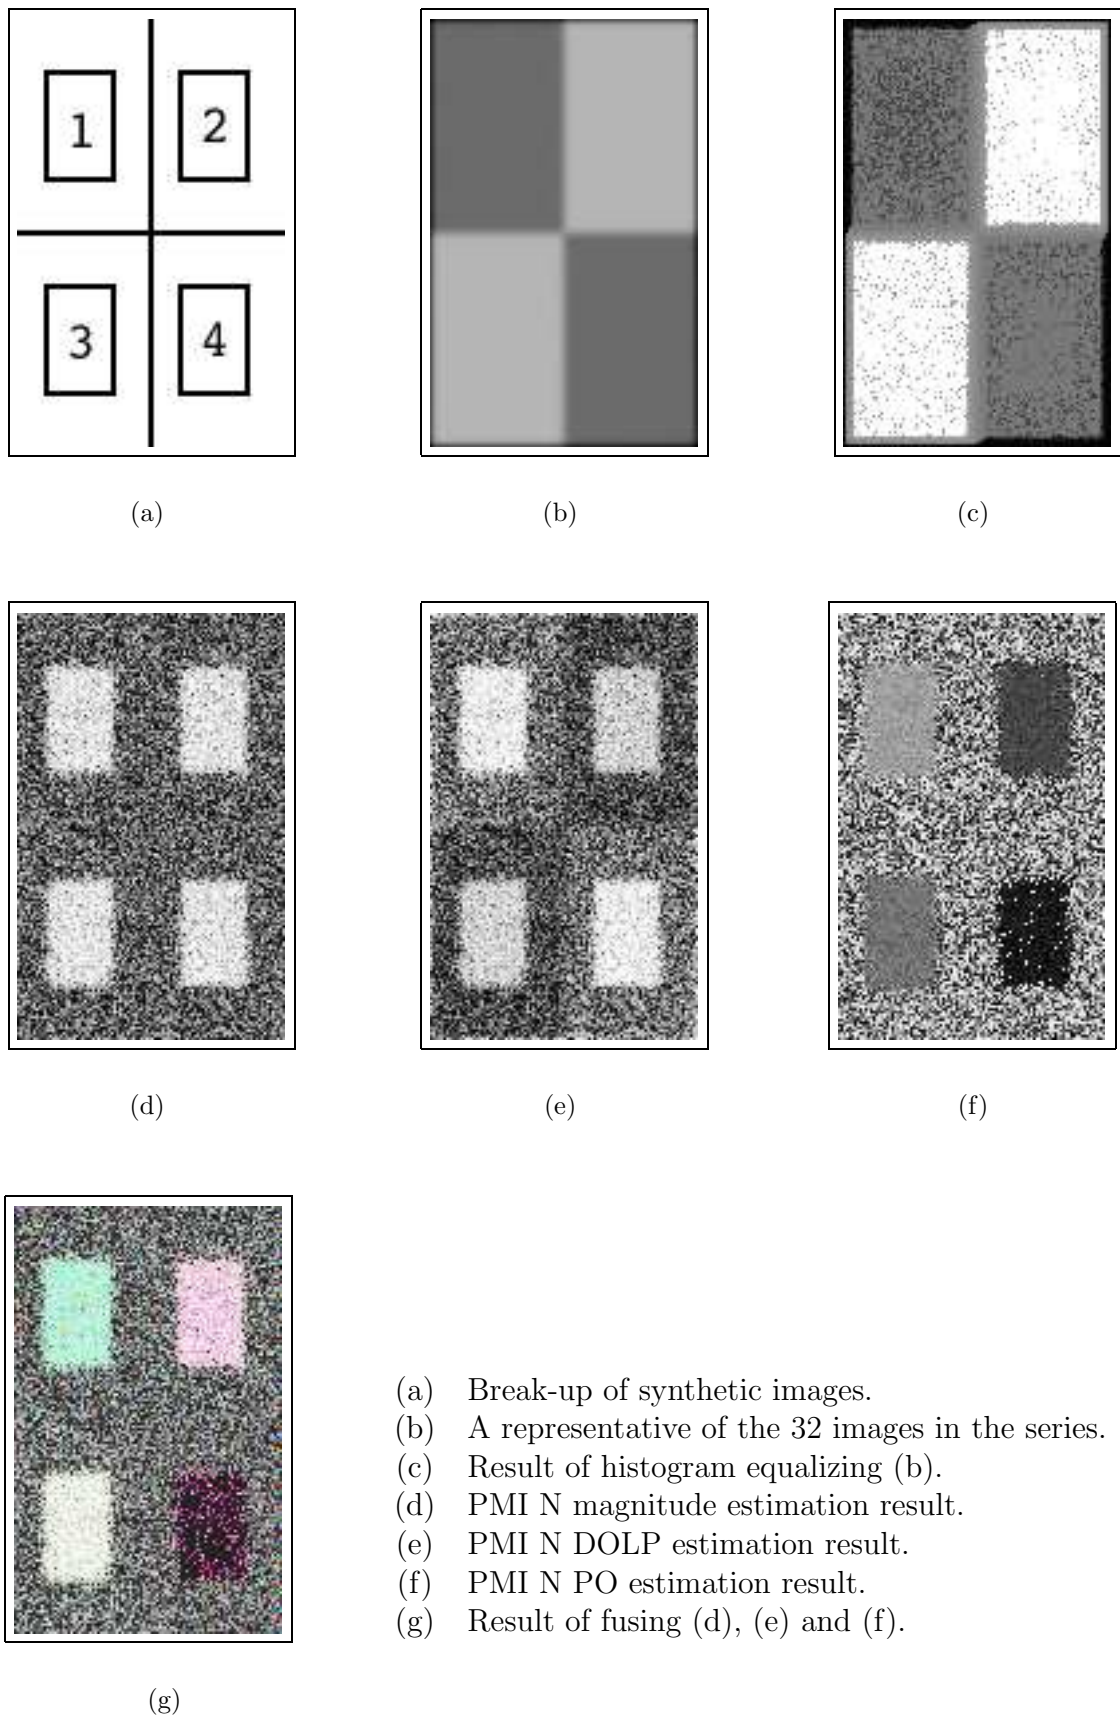 1 2
3 4
(a) (b) (c)
(d) (e) (f)
(a) Break-up of synthetic images.
(b) A representative of the 32 images in the series.
(c) Result of histogram equalizing (b).
(d) PMI N magnitude estimation result.
(e) PMI N DOLP estimation result.
(f) PMI N PO estimation result.
(g) Result of fusing (d), (e) and (f).
(g)